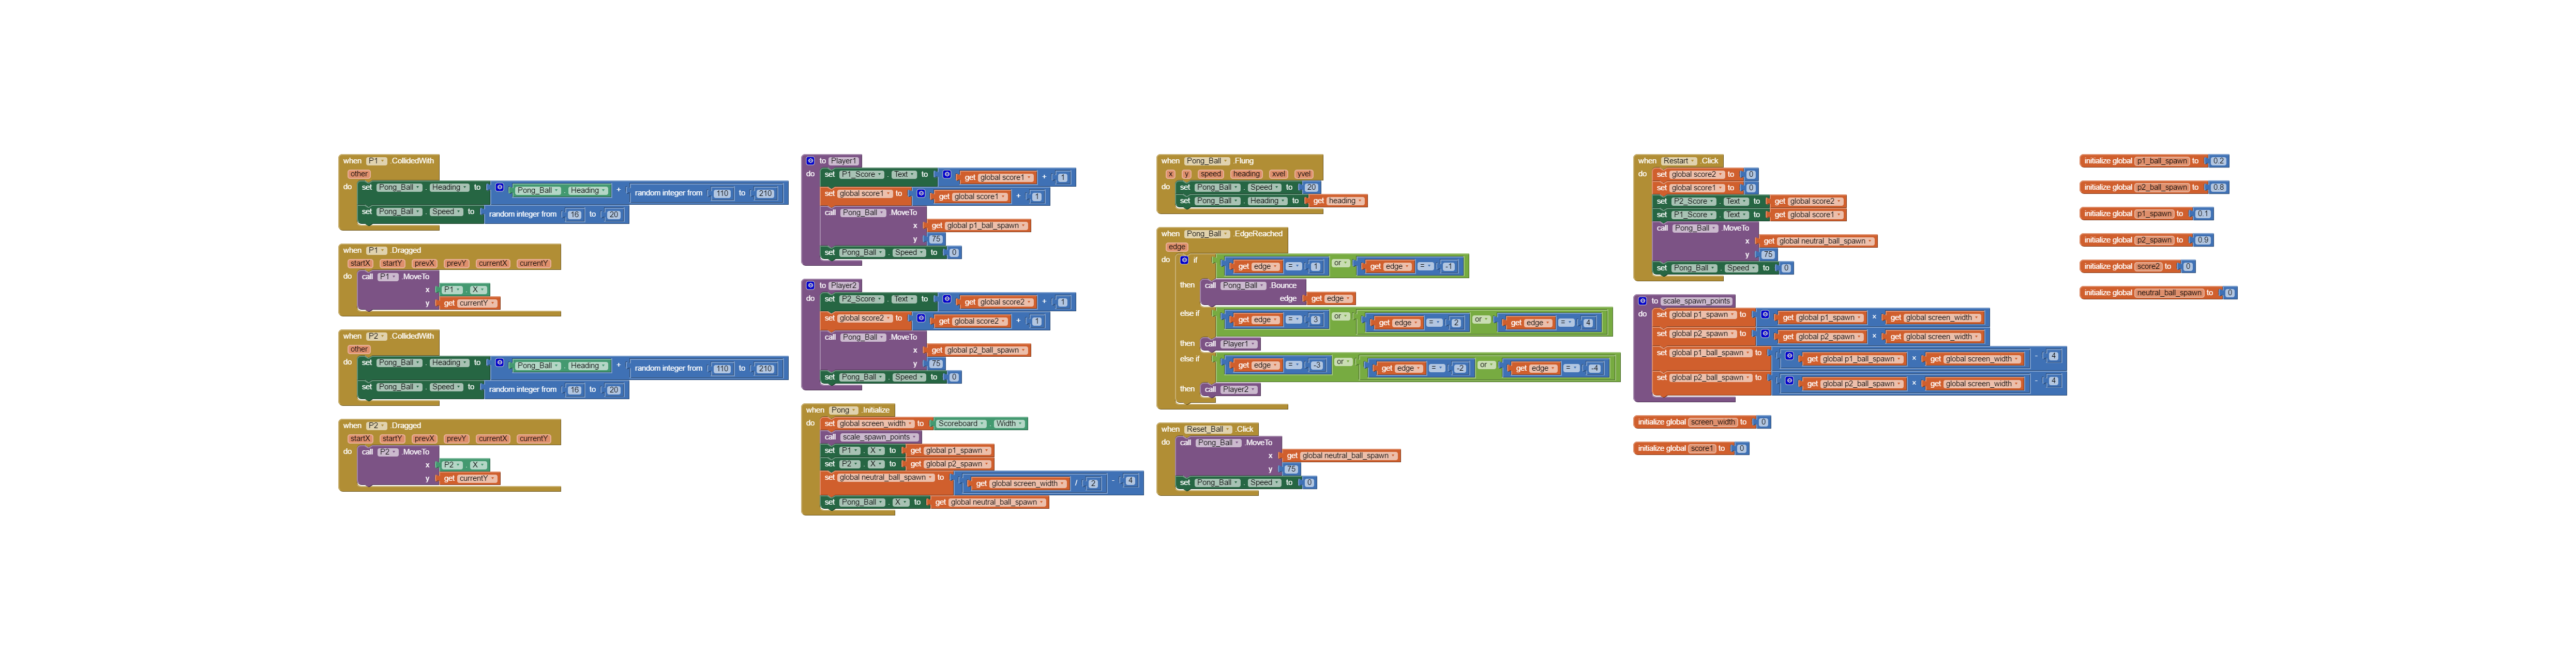 when P1 .CollidedWith
other
do set Pong_Ball . Heading to Pong_Ball . Heading + random integer from 110 to 210
set Pong_Ball . Speed to random integer from 16 to 20
when P1 .Dragged
startX startY prevX prevY currentX currentY
do call P1 .MoveTo
x P1 . X
y get currentY
when P2 .CollidedWith
other
do set Pong_Ball . Heading to Pong_Ball . Heading + random integer from 110 to 210
set Pong_Ball . Speed to random integer from 16 to 20
when P2 .Dragged
startX startY prevX prevY currentX currentY
do call P2 .MoveTo
x P2 . X
y get currentY
to Player1
do set P1_Score . Text to get global score1 + 1
set global score1 to get global score1 + 1
call Pong_Ball .MoveTo
x get global p1_ball_spawn
y 75
set Pong_Ball . Speed to 0
to Player2
do set P2_Score . Text to get global score2 + 1
set global score2 to get global score2 + 1
call Pong_Ball .MoveTo
x get global p2_ball_spawn
y 75
set Pong_Ball . Speed to 0
when Pong .Initialize
do set global screen_width to Scoreboard . Width
call scale_spawn_points
set P1 . X to get global p1_spawn
set P2 . X to get global p2_spawn
set global neutral_ball_spawn to get global screen_width / 2 - 4
set Pong_Ball . X to get global neutral_ball_spawn
when Pong_Ball .Flung
x y speed heading xvel yvel
do set Pong_Ball . Speed to 20
set Pong_Ball . Heading to get heading
when Pong_Ball .EdgeReached
edge
do if get edge = 1 or get edge = -1
then call Pong_Ball .Bounce
edge get edge
else if get edge = 3 or get edge = 2 or get edge = 4
then call Player1
else if get edge = -3 or get edge = -2 or get edge = -4
then call Player2
when Reset_Ball .Click
do call Pong_Ball .MoveTo
x get global neutral_ball_spawn
y 75
set Pong_Ball . Speed to 0
when Restart .Click
do set global score2 to 0
set global score1 to 0
set P2_Score . Text to get global score2
set P1_Score . Text to get global score1
call Pong_Ball .MoveTo
x get global neutral_ball_spawn
y 75
set Pong_Ball . Speed to 0
to scale_spawn_points
do set global p1_spawn to get global p1_spawn × get global screen_width
set global p2_spawn to get global p2_spawn × get global screen_width
set global p1_ball_spawn to get global p1_ball_spawn × get global screen_width - 4
set global p2_ball_spawn to get global p2_ball_spawn × get global screen_width - 4
initialize global screen_width to 0
initialize global score1 to 0
initialize global p1_ball_spawn to 0.2
initialize global p2_ball_spawn to 0.8
initialize global p1_spawn to 0.1
initialize global p2_spawn to 0.9
initialize global score2 to 0
initialize global neutral_ball_spawn to 0